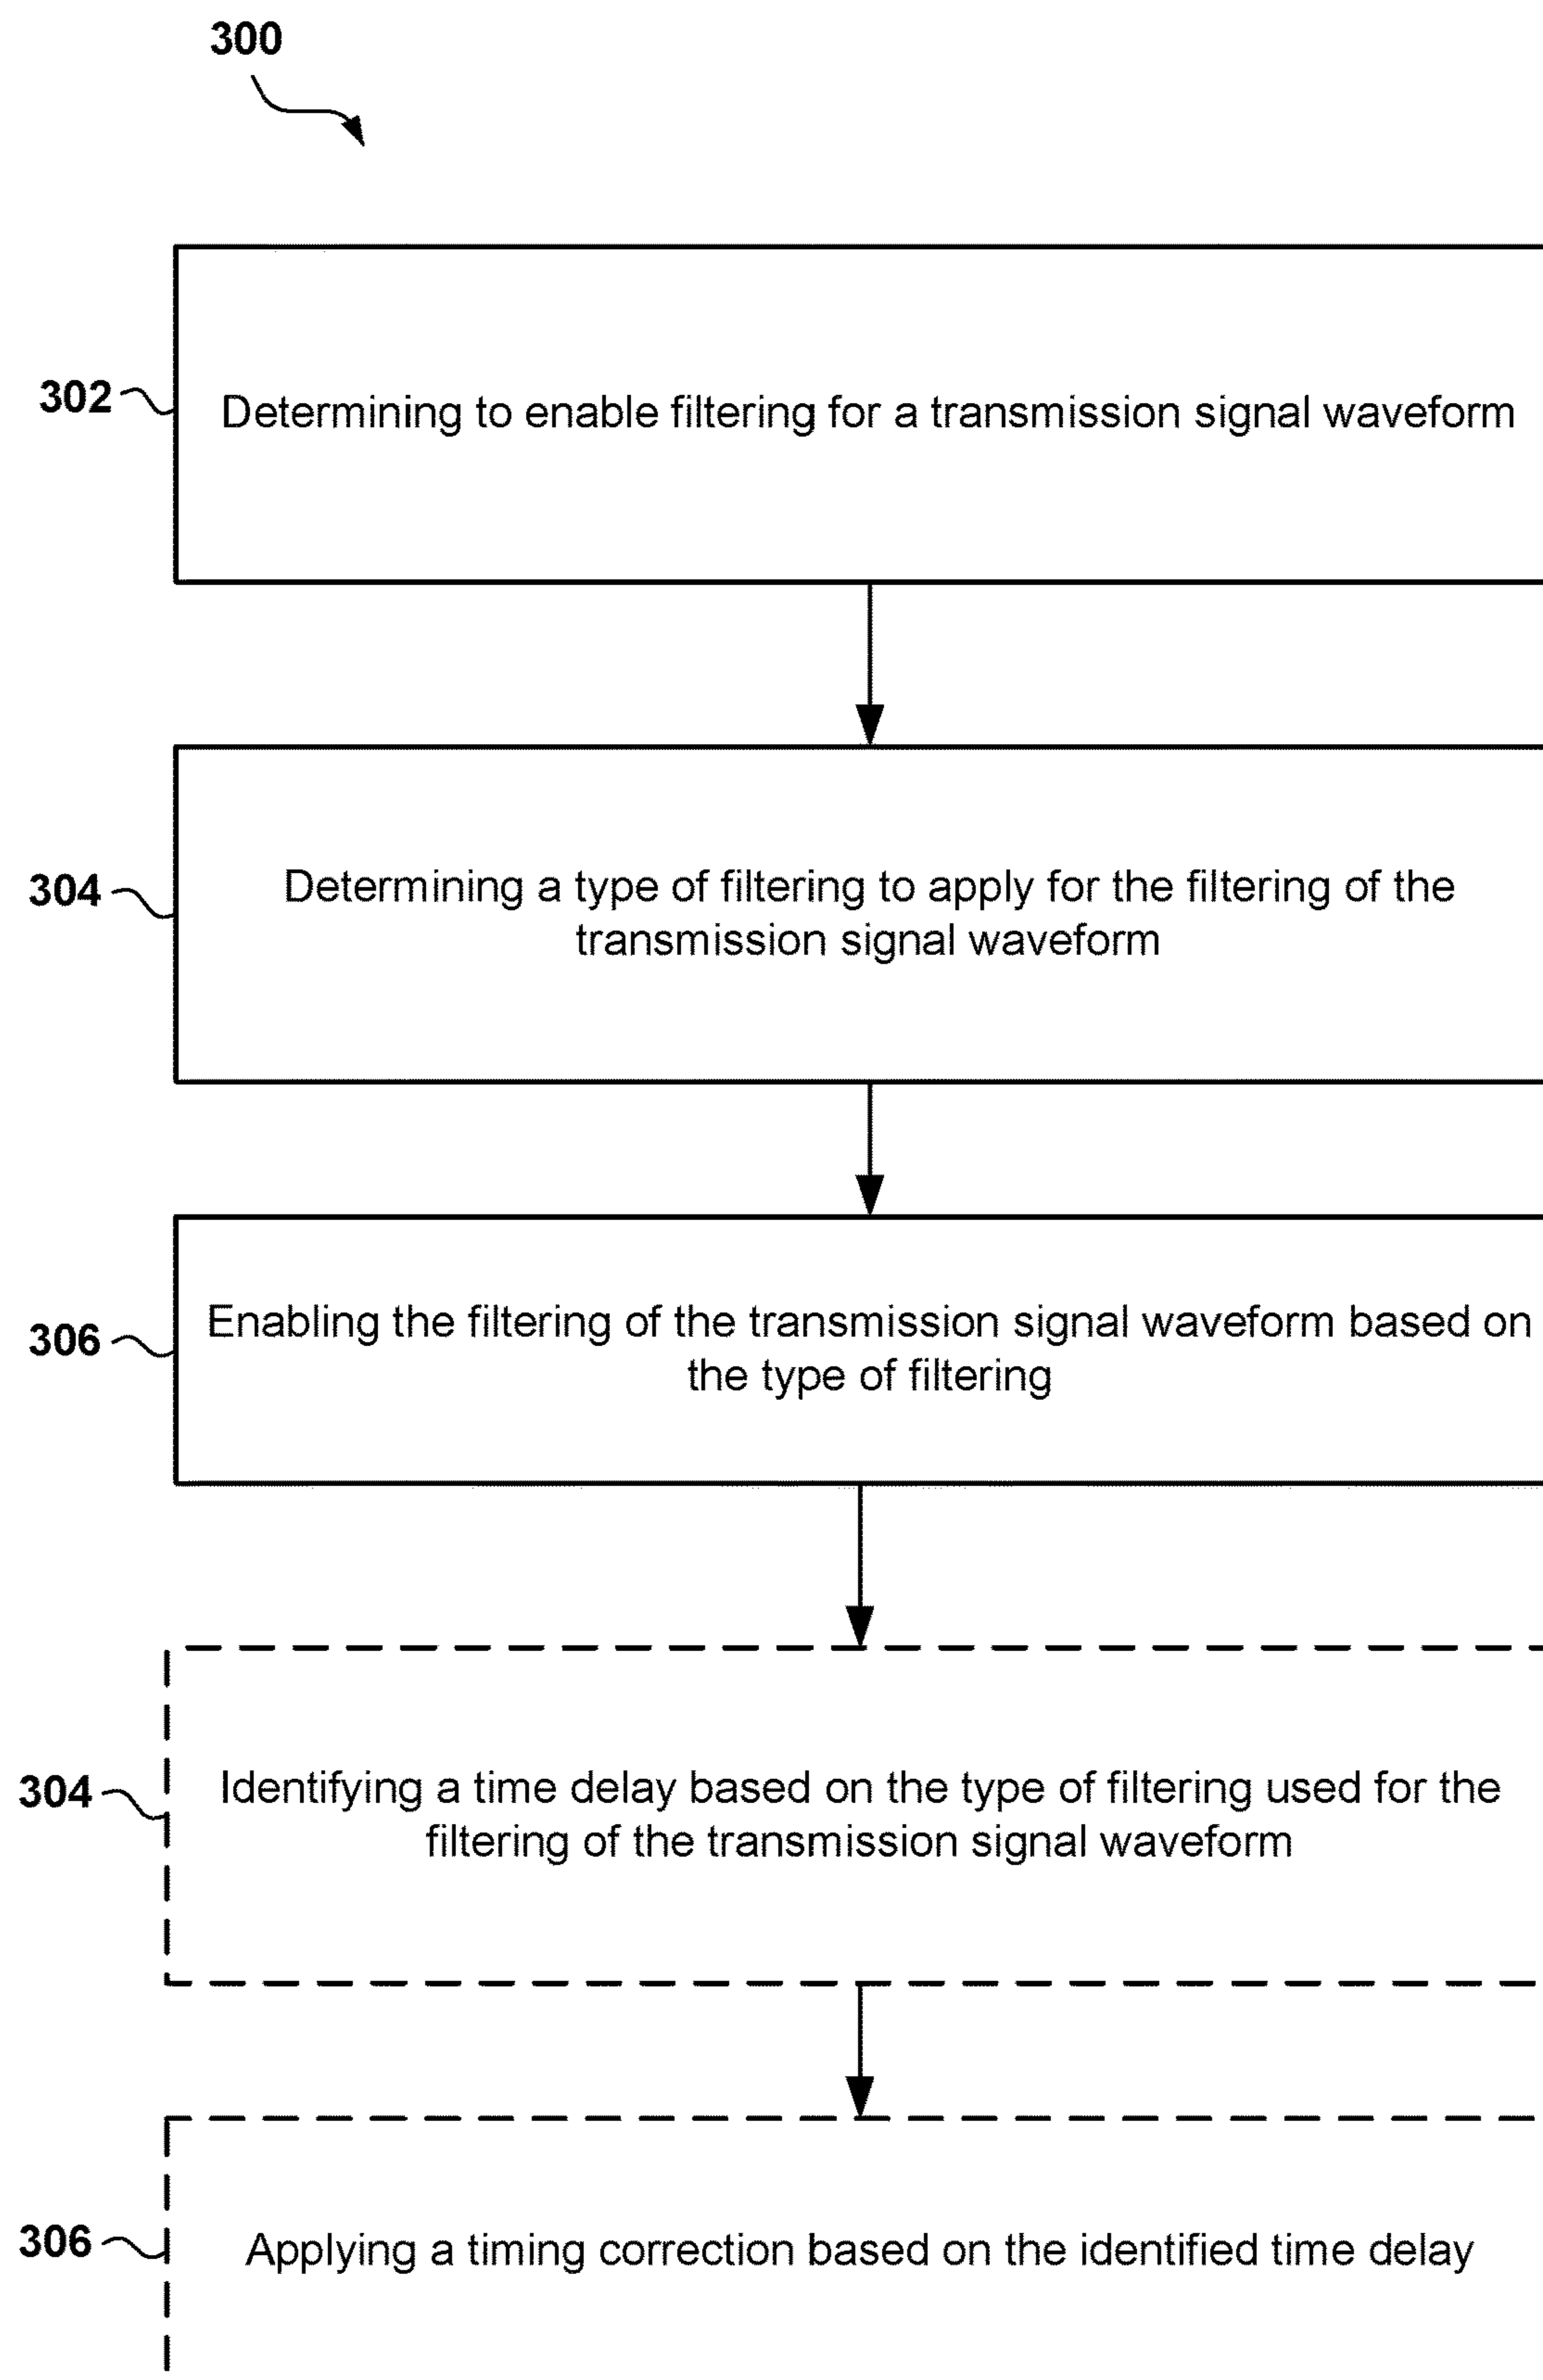 300
302
Determining to enable filtering for a transmission signal waveform
304
Determining a type of filtering to apply for the filtering of the
transmission signal waveform
306
Enabling the filtering of the transmission signal waveform based on
the type of filtering
304
Identifying a time delay based on the type of filtering used for the
filtering of the transmission signal waveform
306
Applying a timing correction based on the identified time delay